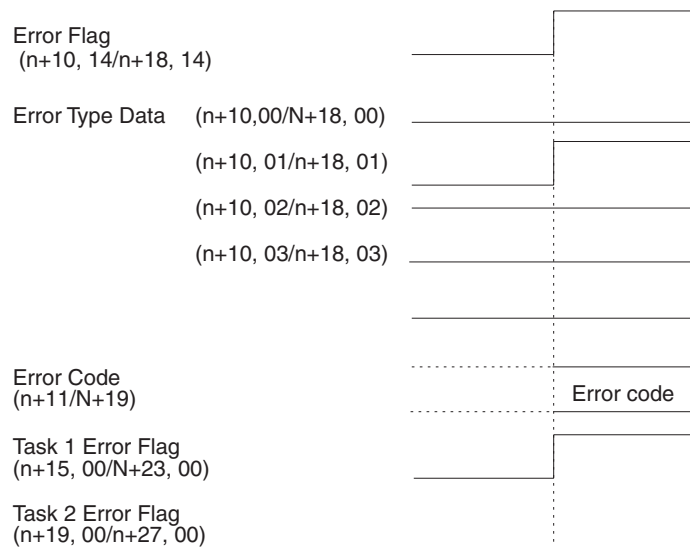 Error Flag
(n+10, 14/n+18, 14)
Error Type Data (n+10,00/N+18, 00)
(n+10, 01/n+18, 01)
(n+10, 02/n+18, 02)
(n+10, 03/n+18, 03)
Error Code
(n+11/N+19)
Error code
Task 1 Error Flag
(n+15, 00/N+23, 00)
Task 2 Error Flag
(n+19, 00/n+27, 00)